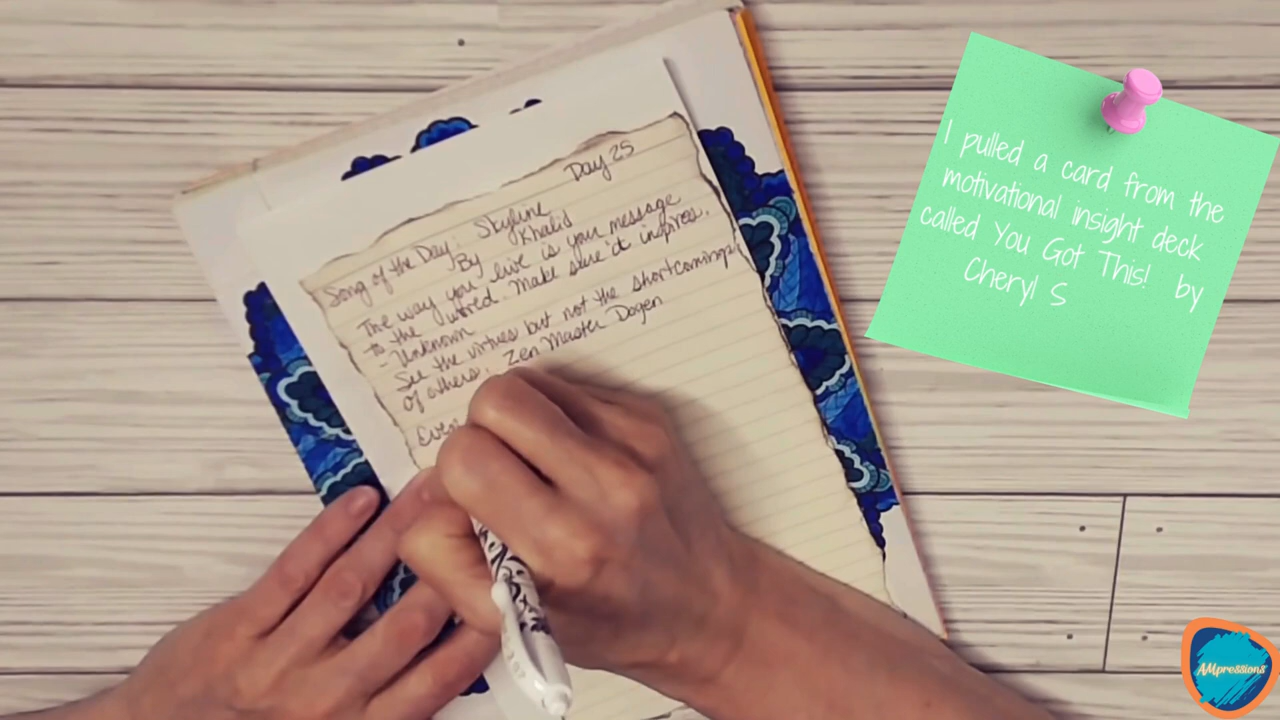 Day 25
Song of the Day: Skyline
By Khalid
The way you live is your message
to the world. Make sure it inspires.
- Unknown
See the virtues but not the shortcomings
of others. Zen Master Dogen
Even
I pulled a card from the
motivational insight deck
called You Got This! by
Cheryl S
AMpressions